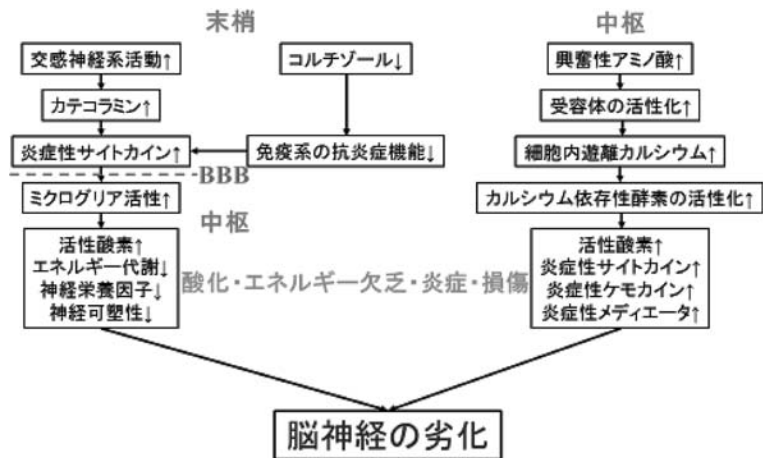 末梢
中枢
交感神経系活動↑
コルチゾール↓
興奮性アミノ酸↑
カテコラミン↑
受容体の活性化↑
炎症性サイトカイン↑
免疫系の抗炎症機能↓
細胞内遊離カルシウム↑
BBB
ミクログリア活性↑
カルシウム依存性酵素の活性化↑
中枢
活性酸素↑
エネルギー代謝↓
神経栄養因子↓
神経可塑性↓
酸化・エネルギー欠乏・炎症・損傷
活性酸素↑
炎症性サイトカイン↑
炎症性ケモカイン↑
炎症性メディエータ↑
脳神経の劣化